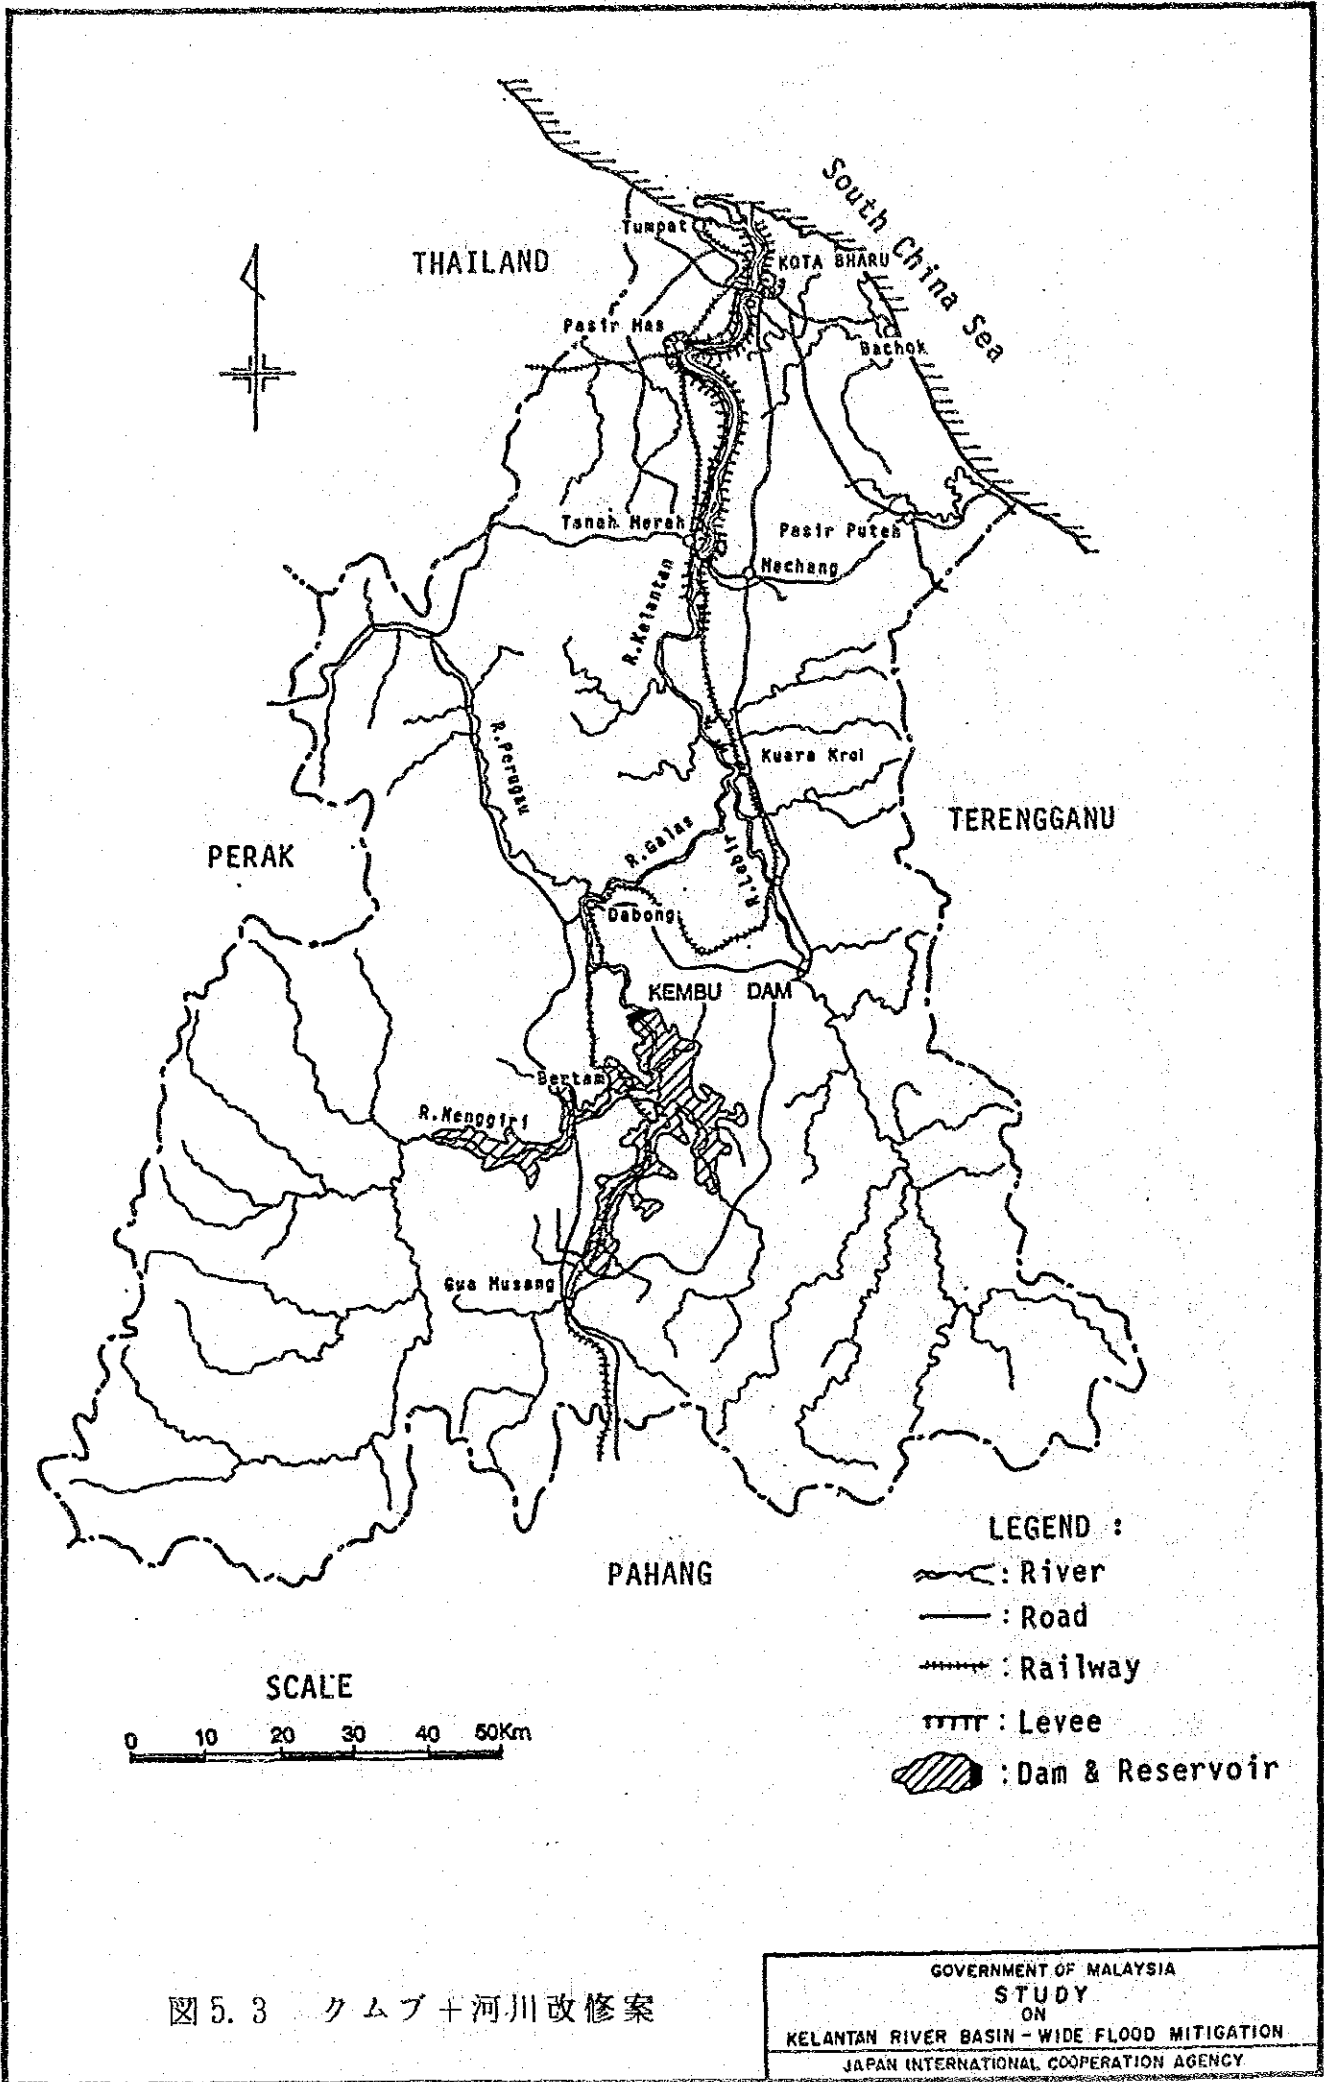 South China Sea
THAILAND
Tumpat
KOTA BHARU
Pasir Mas
Bachok
Tanah Merah
Pasir Puteh
Machang
R.Kelantan
R.Perugau
Kuara Krai
TERENGGANU
PERAK
R.Galas
R.Lebir
Dabong
KEMBU DAM
Bertam
R.Nenggiri
Gua Musang
PAHANG
LEGEND :
: River
: Road
: Railway
: Levee
: Dam & Reservoir
SCALE
0 10 20 30 40 50Km
図 5. 3 クムブ+河川改修案
GOVERNMENT OF MALAYSIA
STUDY
ON
KELANTAN RIVER BASIN - WIDE FLOOD MITIGATION
JAPAN INTERNATIONAL COOPERATION AGENCY